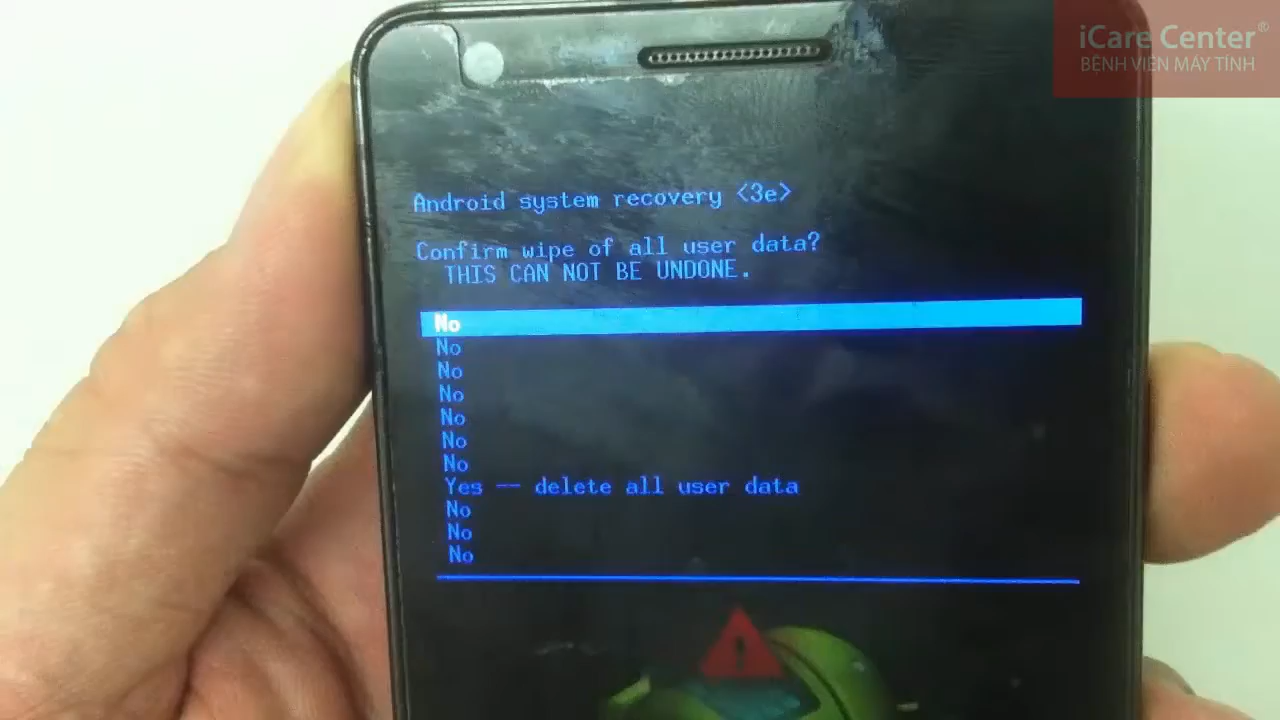 iCare Center®
BỆNH VIỆN MÁY TÍNH
Android system recovery <3e>
Confirm wipe of all user data?
THIS CAN NOT BE UNDONE.
No
No
No
No
No
No
No
Yes -- delete all user data
No
No
No